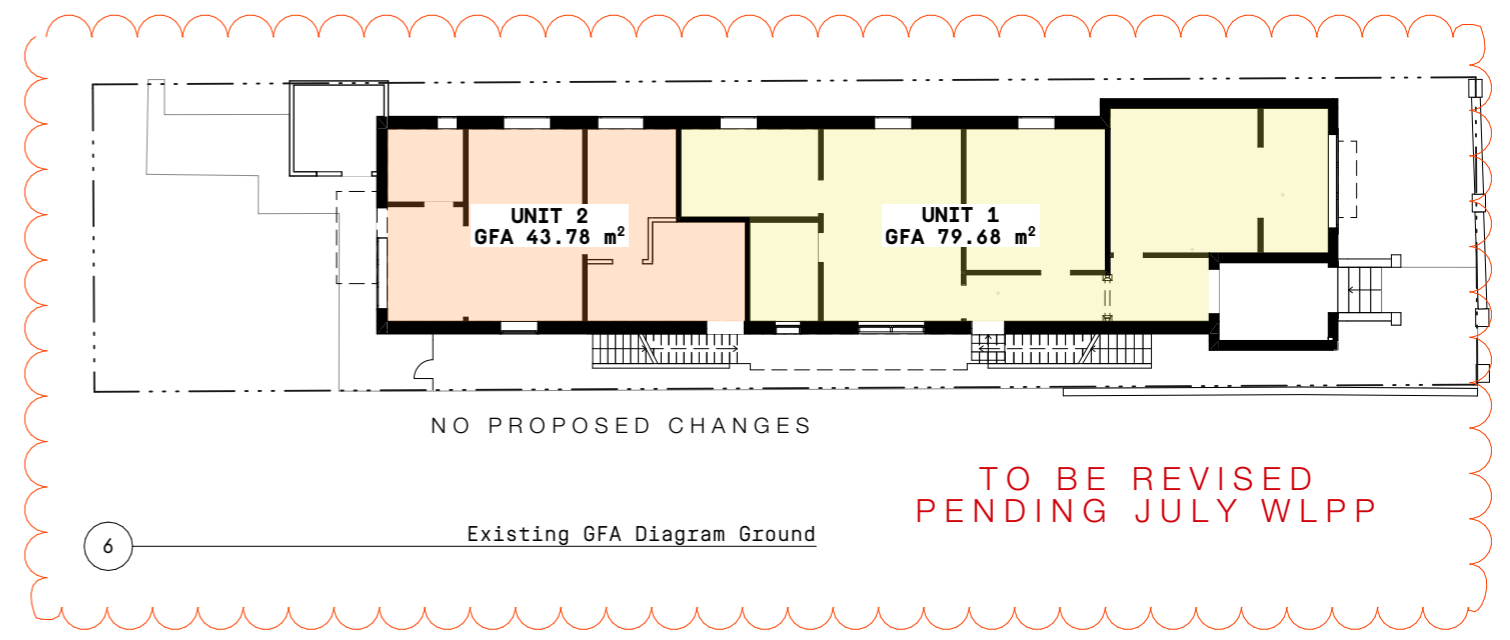 UNIT 2
GFA 43.78 m²
UNIT 1
GFA 79.68 m²
NO PROPOSED CHANGES
TO BE REVISED
PENDING JULY WLPP
6
Existing GFA Diagram Ground